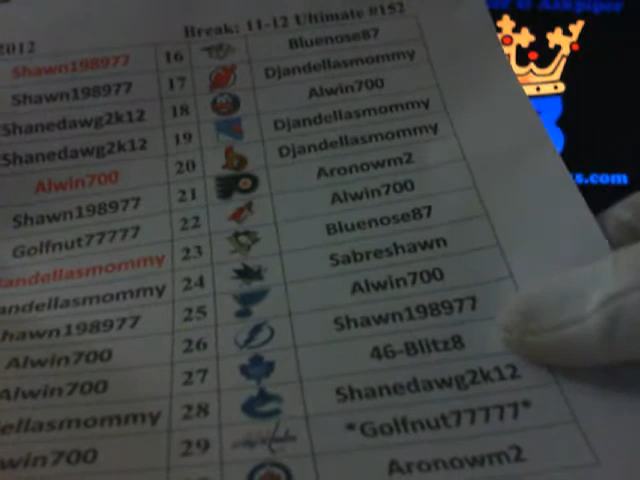 2012 Break: 11-12 Ultimate #152
Shawn198977 16 Bluenose87
Shawn198977 17 Djandellasmommy
Shanedawg2k12 18 Alwin700
Shanedawg2k12 19 Djandellasmommy
Alwin700 20 Djandellasmommy
Shawn198977 21 Aronowm2
Golfnut77777 22 Alwin700
andellasmommy 23 Bluenose87
andellasmommy 24 Sabreshawn
hawn198977 25 Alwin700
Alwin700 26 Shawn198977
Alwin700 27 46-Blitz8
ellasmommy 28 Shanedawg2k12
win700 29 *Golfnut77777*
Aronowm2
s.com